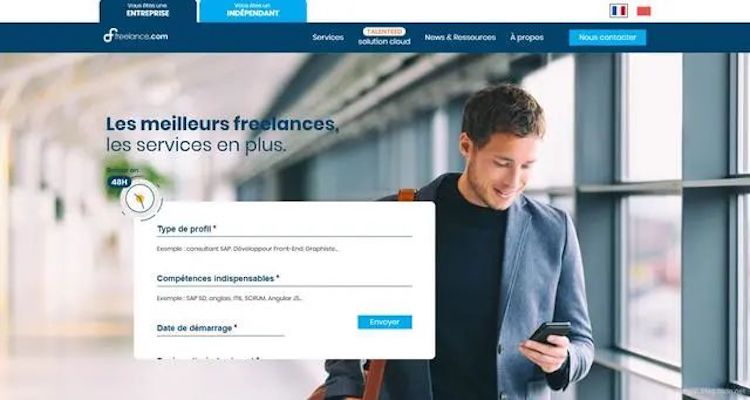 Vous êtes une
ENTREPRISE
Vous êtes un
INDÉPENDANT
freelance.com
Services
TALENTEED
solution cloud
News & Ressources
À propos
Nous contacter
Les meilleurs freelances,
les services en plus.
48H
Type de profil *
Exemple : consultant SAP, Développeur Front-End, Graphiste...
Compétences indispensables *
Exemple : SAP SD, anglais, ITIL, SCRUM, Angular JS...
Envoyer
Date de démarrage *